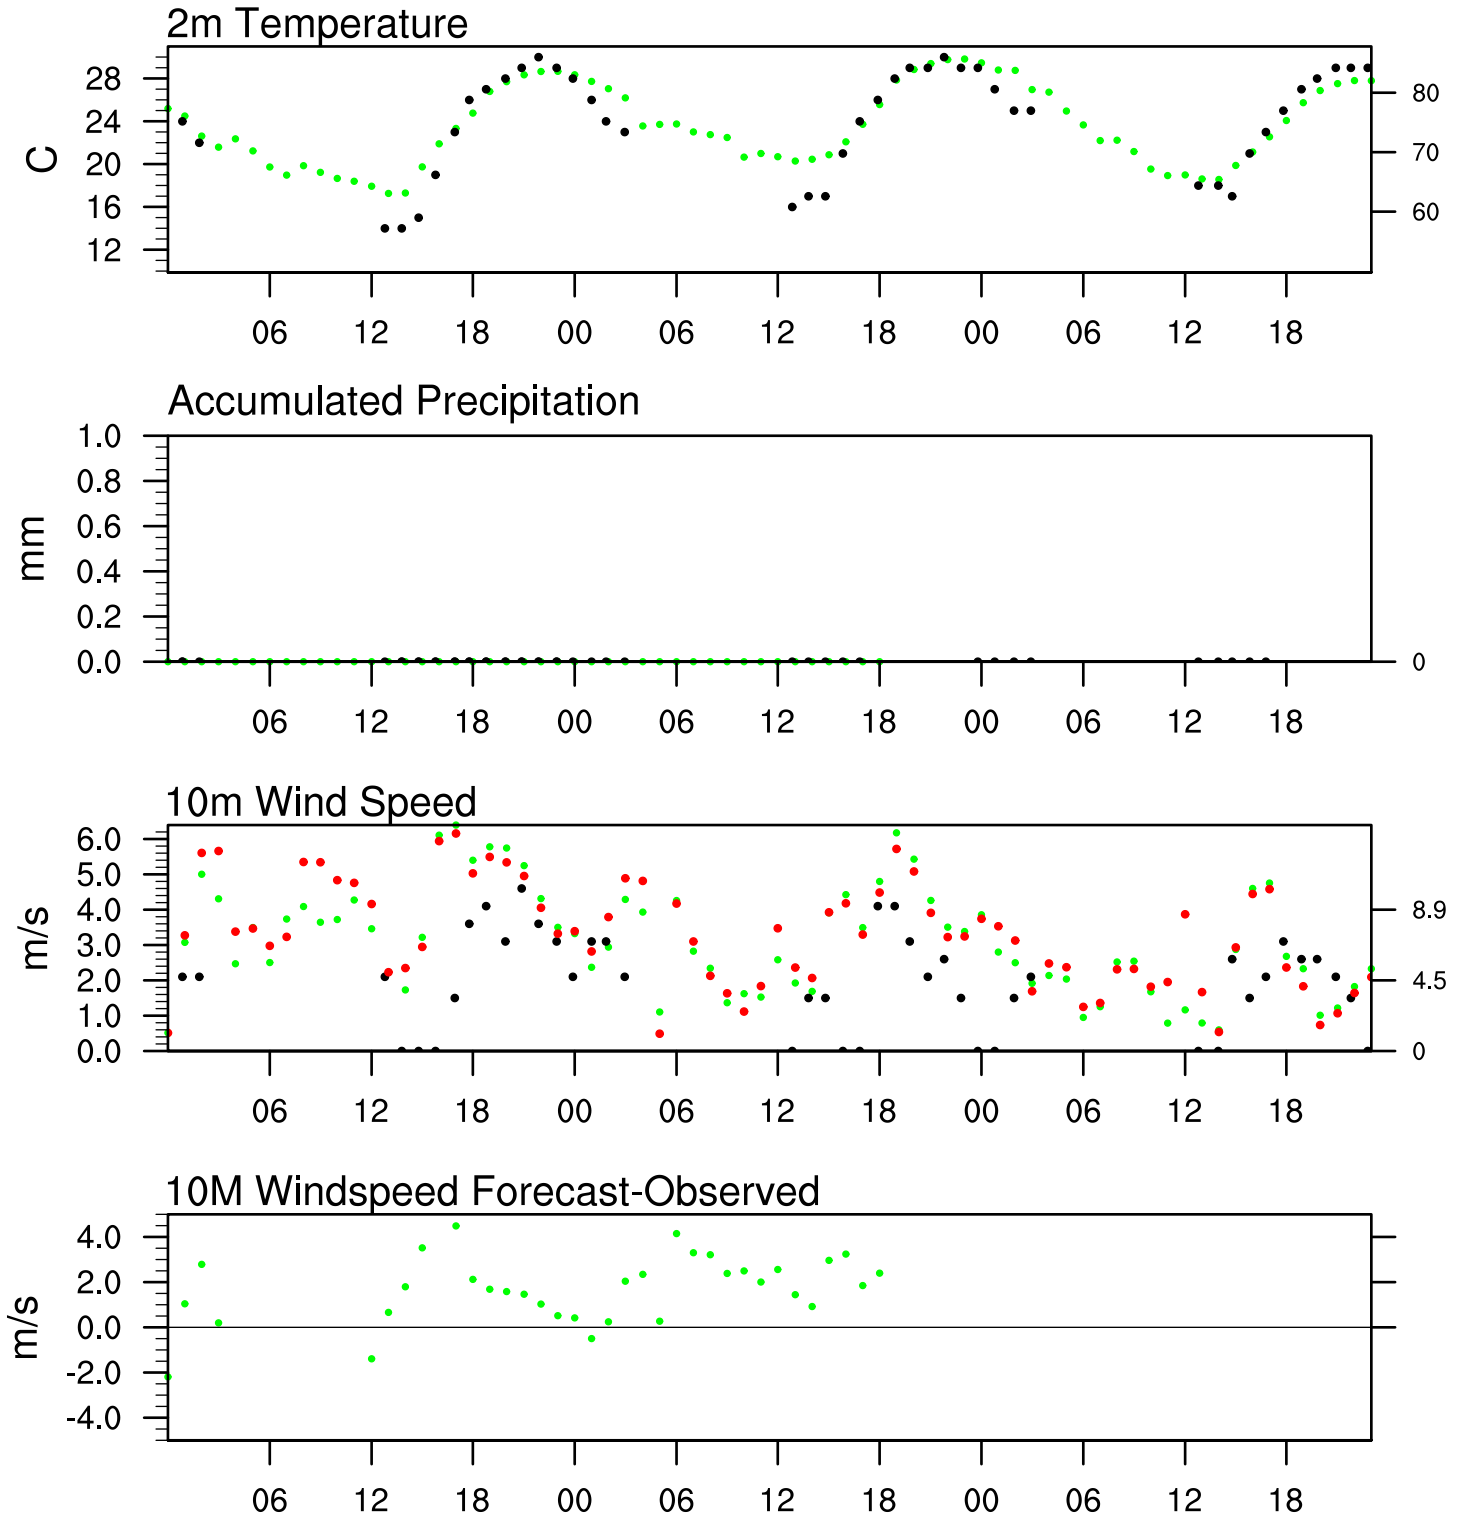 2m Temperature
28
24
20
16
12
C
80
70
60
06 12 18 00 06 12 18 00 06 12 18
Accumulated Precipitation
1.0
0.8
0.6
0.4
0.2
0.0
mm
0
06 12 18 00 06 12 18 00 06 12 18
10m Wind Speed
6.0
5.0
4.0
3.0
2.0
1.0
0.0
m/s
8.9
4.5
0
06 12 18 00 06 12 18 00 06 12 18
10M Windspeed Forecast-Observed
4.0
2.0
0.0
-2.0
-4.0
m/s
06 12 18 00 06 12 18 00 06 12 18